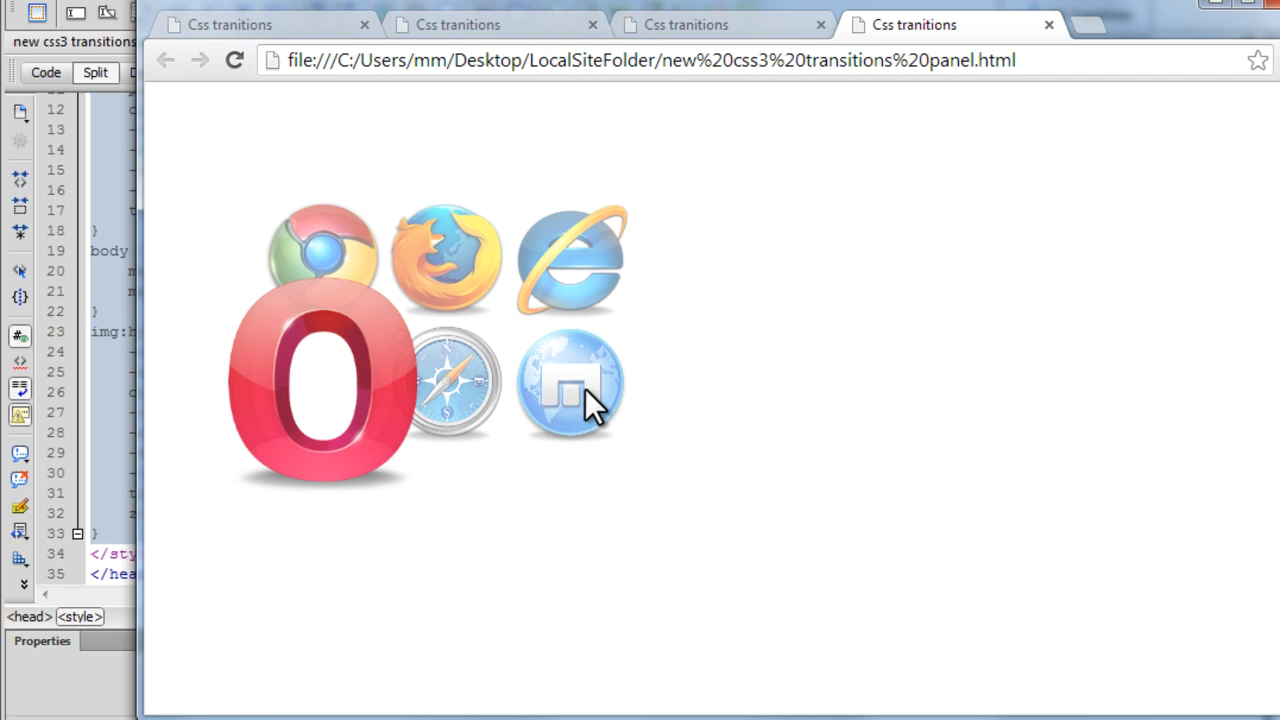 Css tranitions
Css tranitions
Css tranitions
Css tranitions
new css3 transitions
file:///C:/Users/mm/Desktop/LocalSiteFolder/new%20css3%20transitions%20panel.html
Code Split
12
13
14
15
16
17
18 }
19 body
20
21
22 }
23 img:h
24
25
26
27
28
29
30
31
32
33 }
34 </sty
35 </hea
<head> <style>
Properties